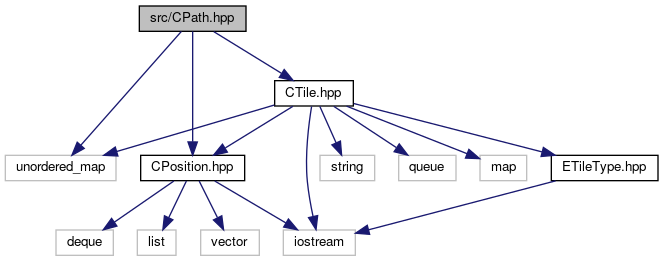 src/CPath.hpp
CTile.hpp
unordered_map
CPosition.hpp
string
queue
map
ETileType.hpp
deque
list
vector
iostream